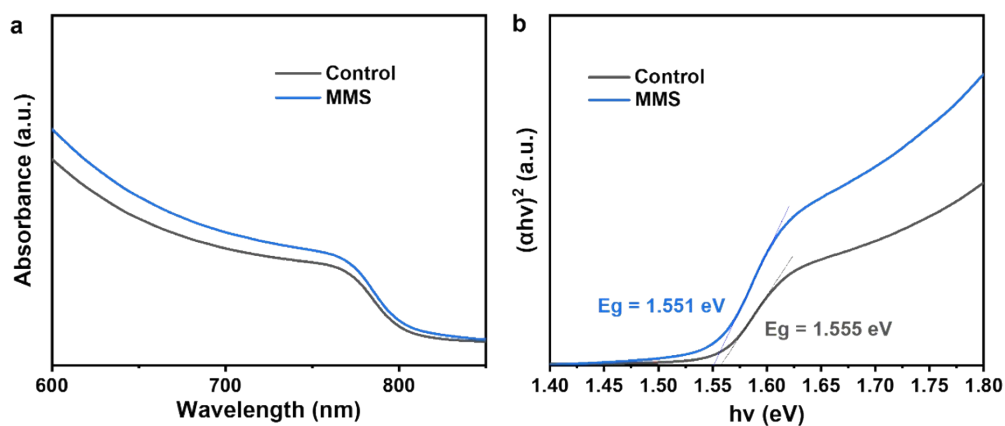 a
Control
MMS
Absorbance (a.u.)
600
700
800
Wavelength (nm)
b
Control
MMS
(αhv)² (a.u.)
Eg = 1.551 eV
Eg = 1.555 eV
1.40
1.45
1.50
1.55
1.60
1.65
1.70
1.75
1.80
hv (eV)